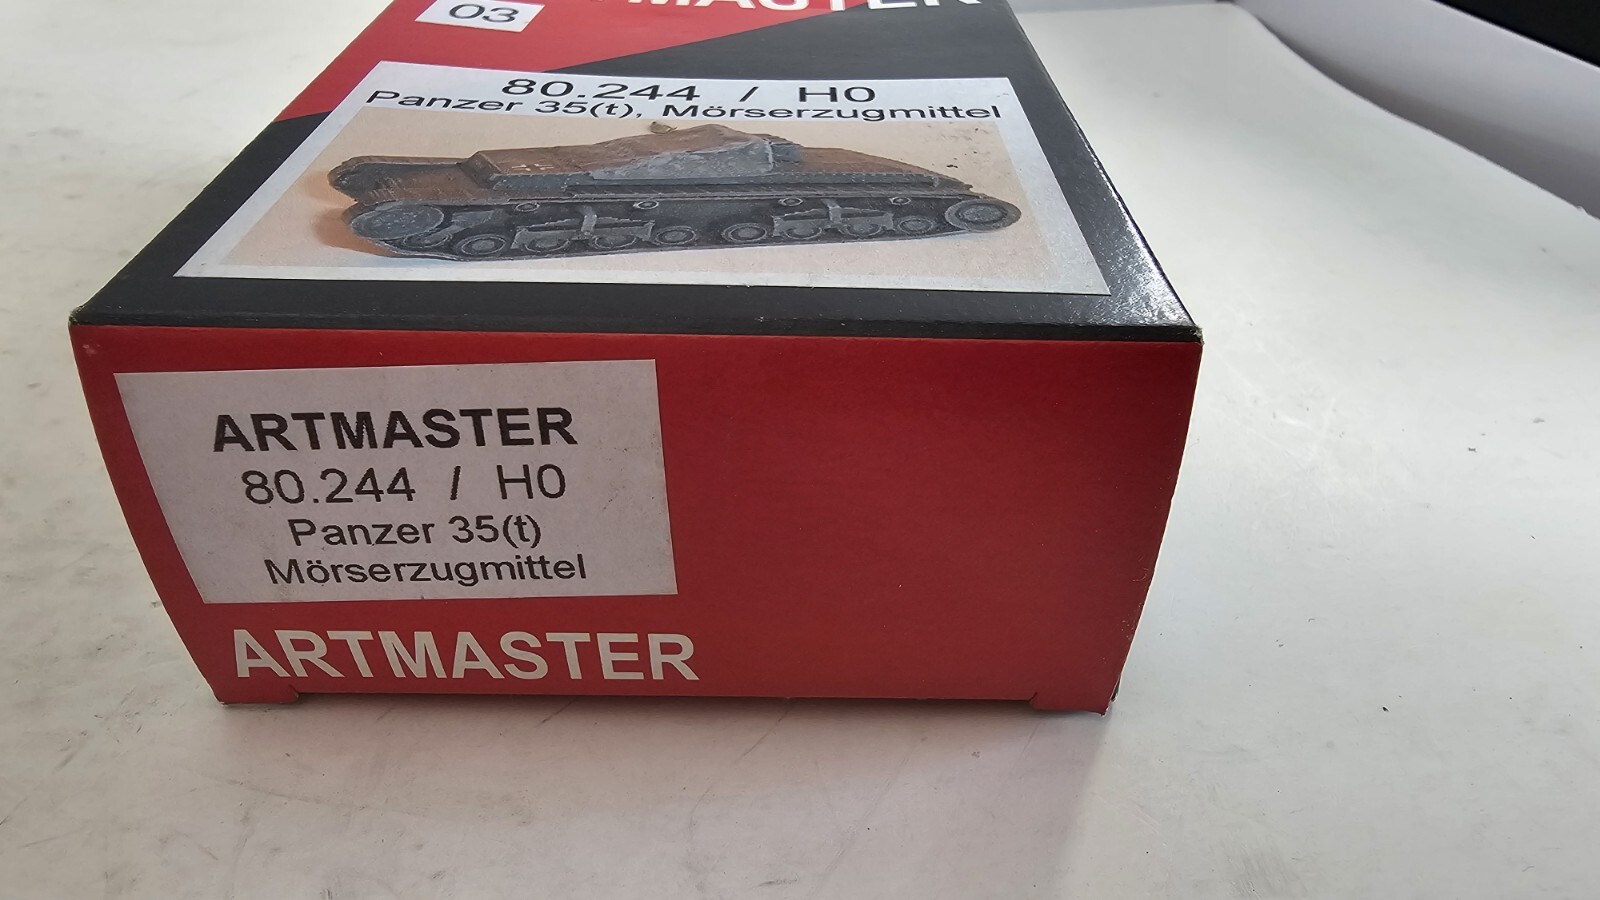 03
80.244 / H0
Panzer 35(t), Mörserzugmittel
ARTMASTER
80.244 / H0
Panzer 35(t)
Mörserzugmittel
ARTMASTER